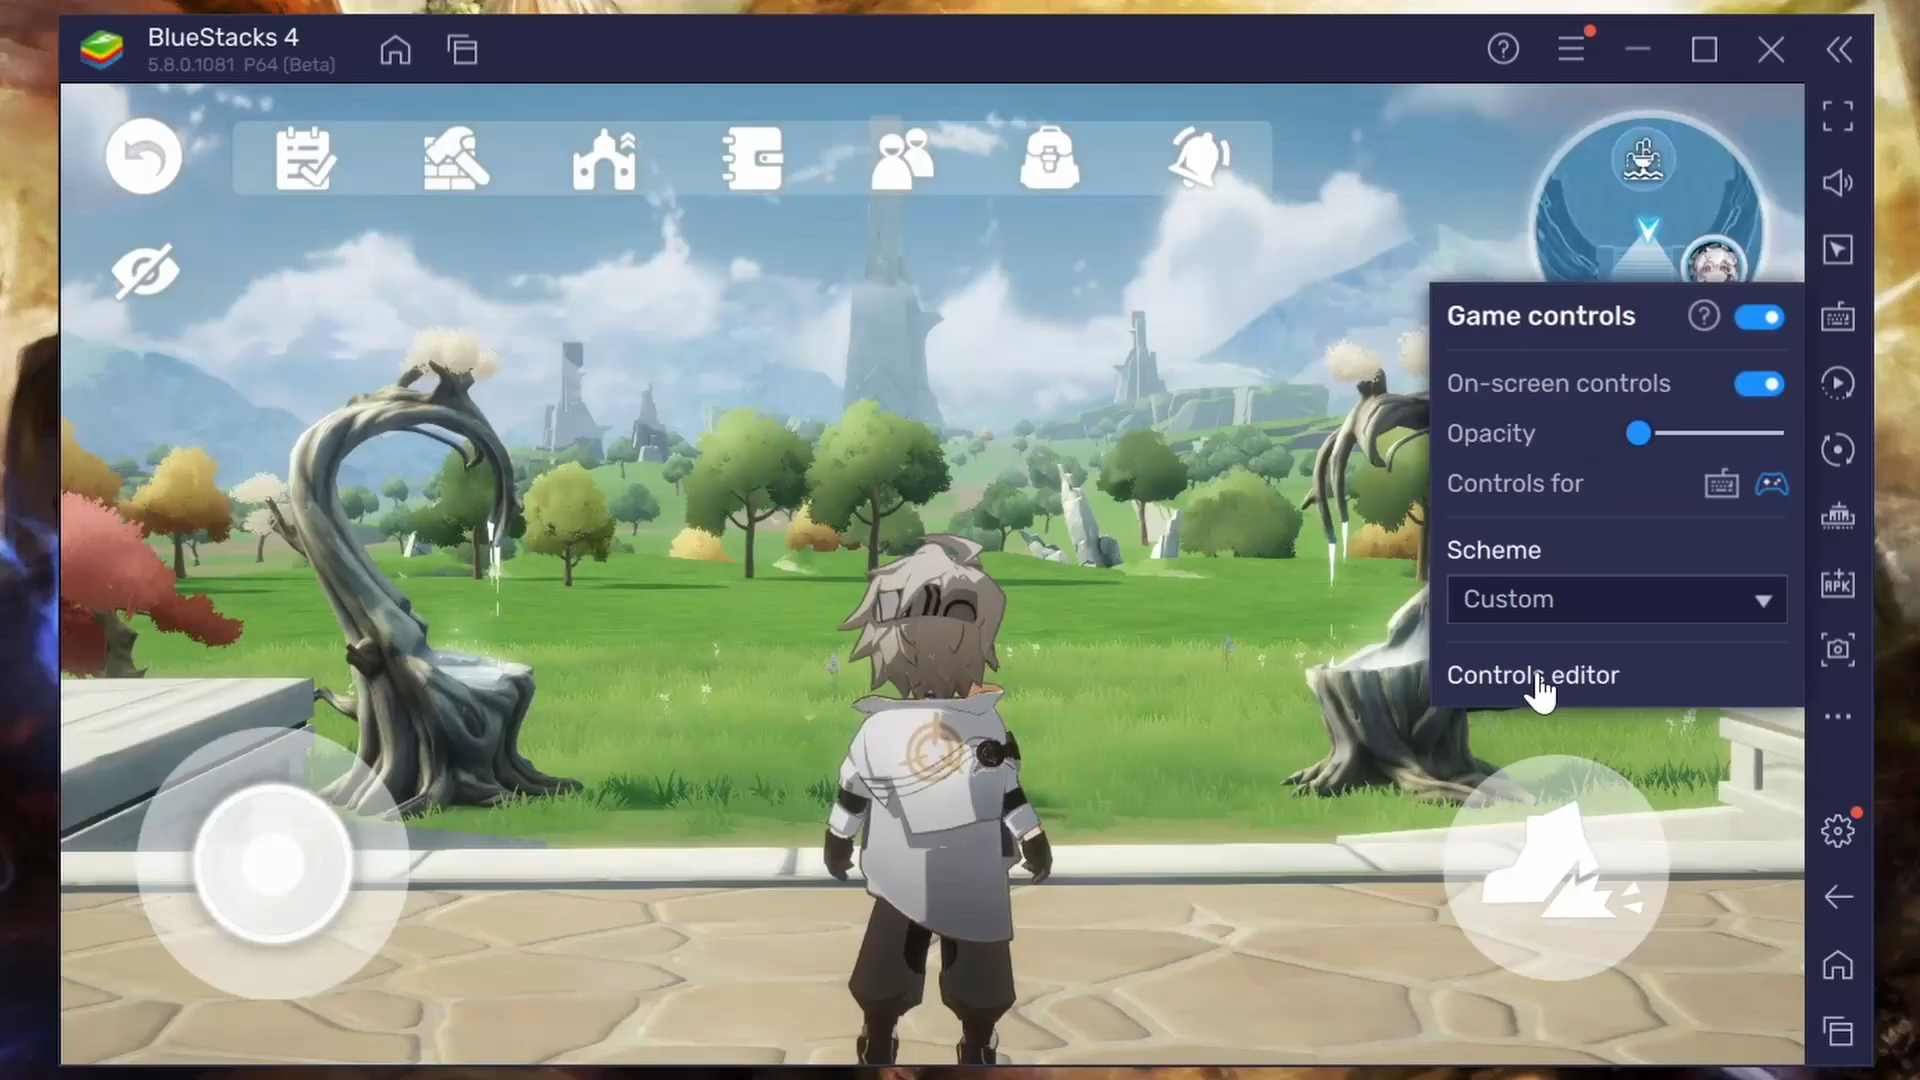 BlueStacks 4
5.8.0.1081 P64 (Beta)
Game controls
On-screen controls
Opacity
Controls for
Scheme
Custom
Controls editor
APK